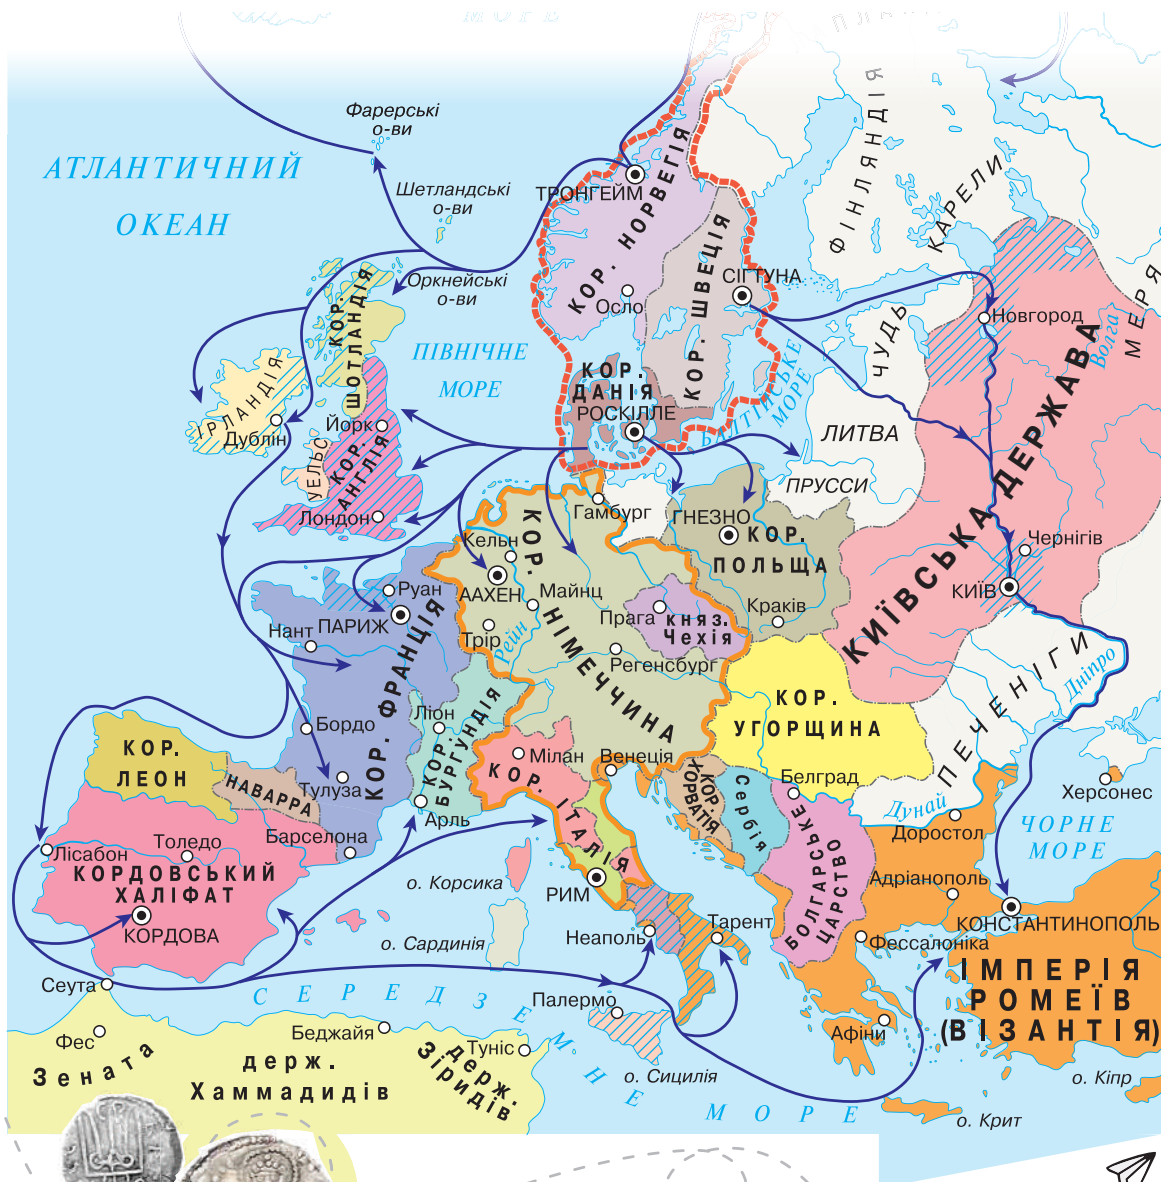 МОРЕ
Фарерські
о-ви
АТЛАНТИЧНИЙ
ОКЕАН
Шетландські
о-ви
Оркнейські
о-ви
ТРОНГЕЙМ
КОР. НОРВЕГІЯ
Осло
КОР. ШВЕЦІЯ
СІГТУНА
ФІНЛЯНДІЯ
КАРЕЛИ
МЕРЯ
ЧУДЬ
Новгород
Волга
КОР.
ШОТЛАНДІЯ
ПІВНІЧНЕ
МОРЕ
КОР.
ДАНІЯ
РОСКІЛЛЕ
БАЛТІЙСЬКЕ
МОРЕ
ІРЛАНДІЯ
Дублін
Йорк
УЕЛЬС
КОР.
АНГЛІЯ
Лондон
ЛИТВА
ПРУССИ
КИЇВСЬКА ДЕРЖАВА
Чернігів
КИЇВ
Гамбург
ГНЕЗНО
КОР.
ПОЛЬЩА
Краків
Кельн
ААХЕН
Майнц
Трір
Рейн
КОР. НІМЕЧЧИНА
Прага
княз.
Чехія
Регенсбург
Руан
ПАРИЖ
Нант
КОР. ФРАНЦІЯ
Бордо
Тулуза
Ліон
КОР.
БУРГУНДІЯ
Арль
КОР.
УГОРЩИНА
ПЕЧЕНІГИ
Дніпро
Херсонес
КОР.
ЛЕОН
НАВАРРА
Барселона
Мілан
Венеція
КОР. ІТАЛІЯ
РИМ
КОР.
ХОРВАТІЯ
Сербія
Белград
Дунай
Доростол
ЧОРНЕ
МОРЕ
Лісабон
Толедо
КОРДОВСЬКИЙ
ХАЛІФАТ
КОРДОВА
о. Корсика
о. Сардинія
Неаполь
Тарент
БОЛГАРСЬКЕ
ЦАРСТВО
Адріанополь
КОНСТАНТИНОПОЛЬ
Фессалоніка
ІМПЕРІЯ
РОМЕЇВ
(ВІЗАНТІЯ)
Афіни
Сеута
СЕРЕДЗЕМНЕ МОРЕ
Палермо
о. Сицилія
Фес
Зената
Беджайя
держ.
Хаммадидів
Туніс
держ.
Зіридів
о. Кіпр
о. Крит